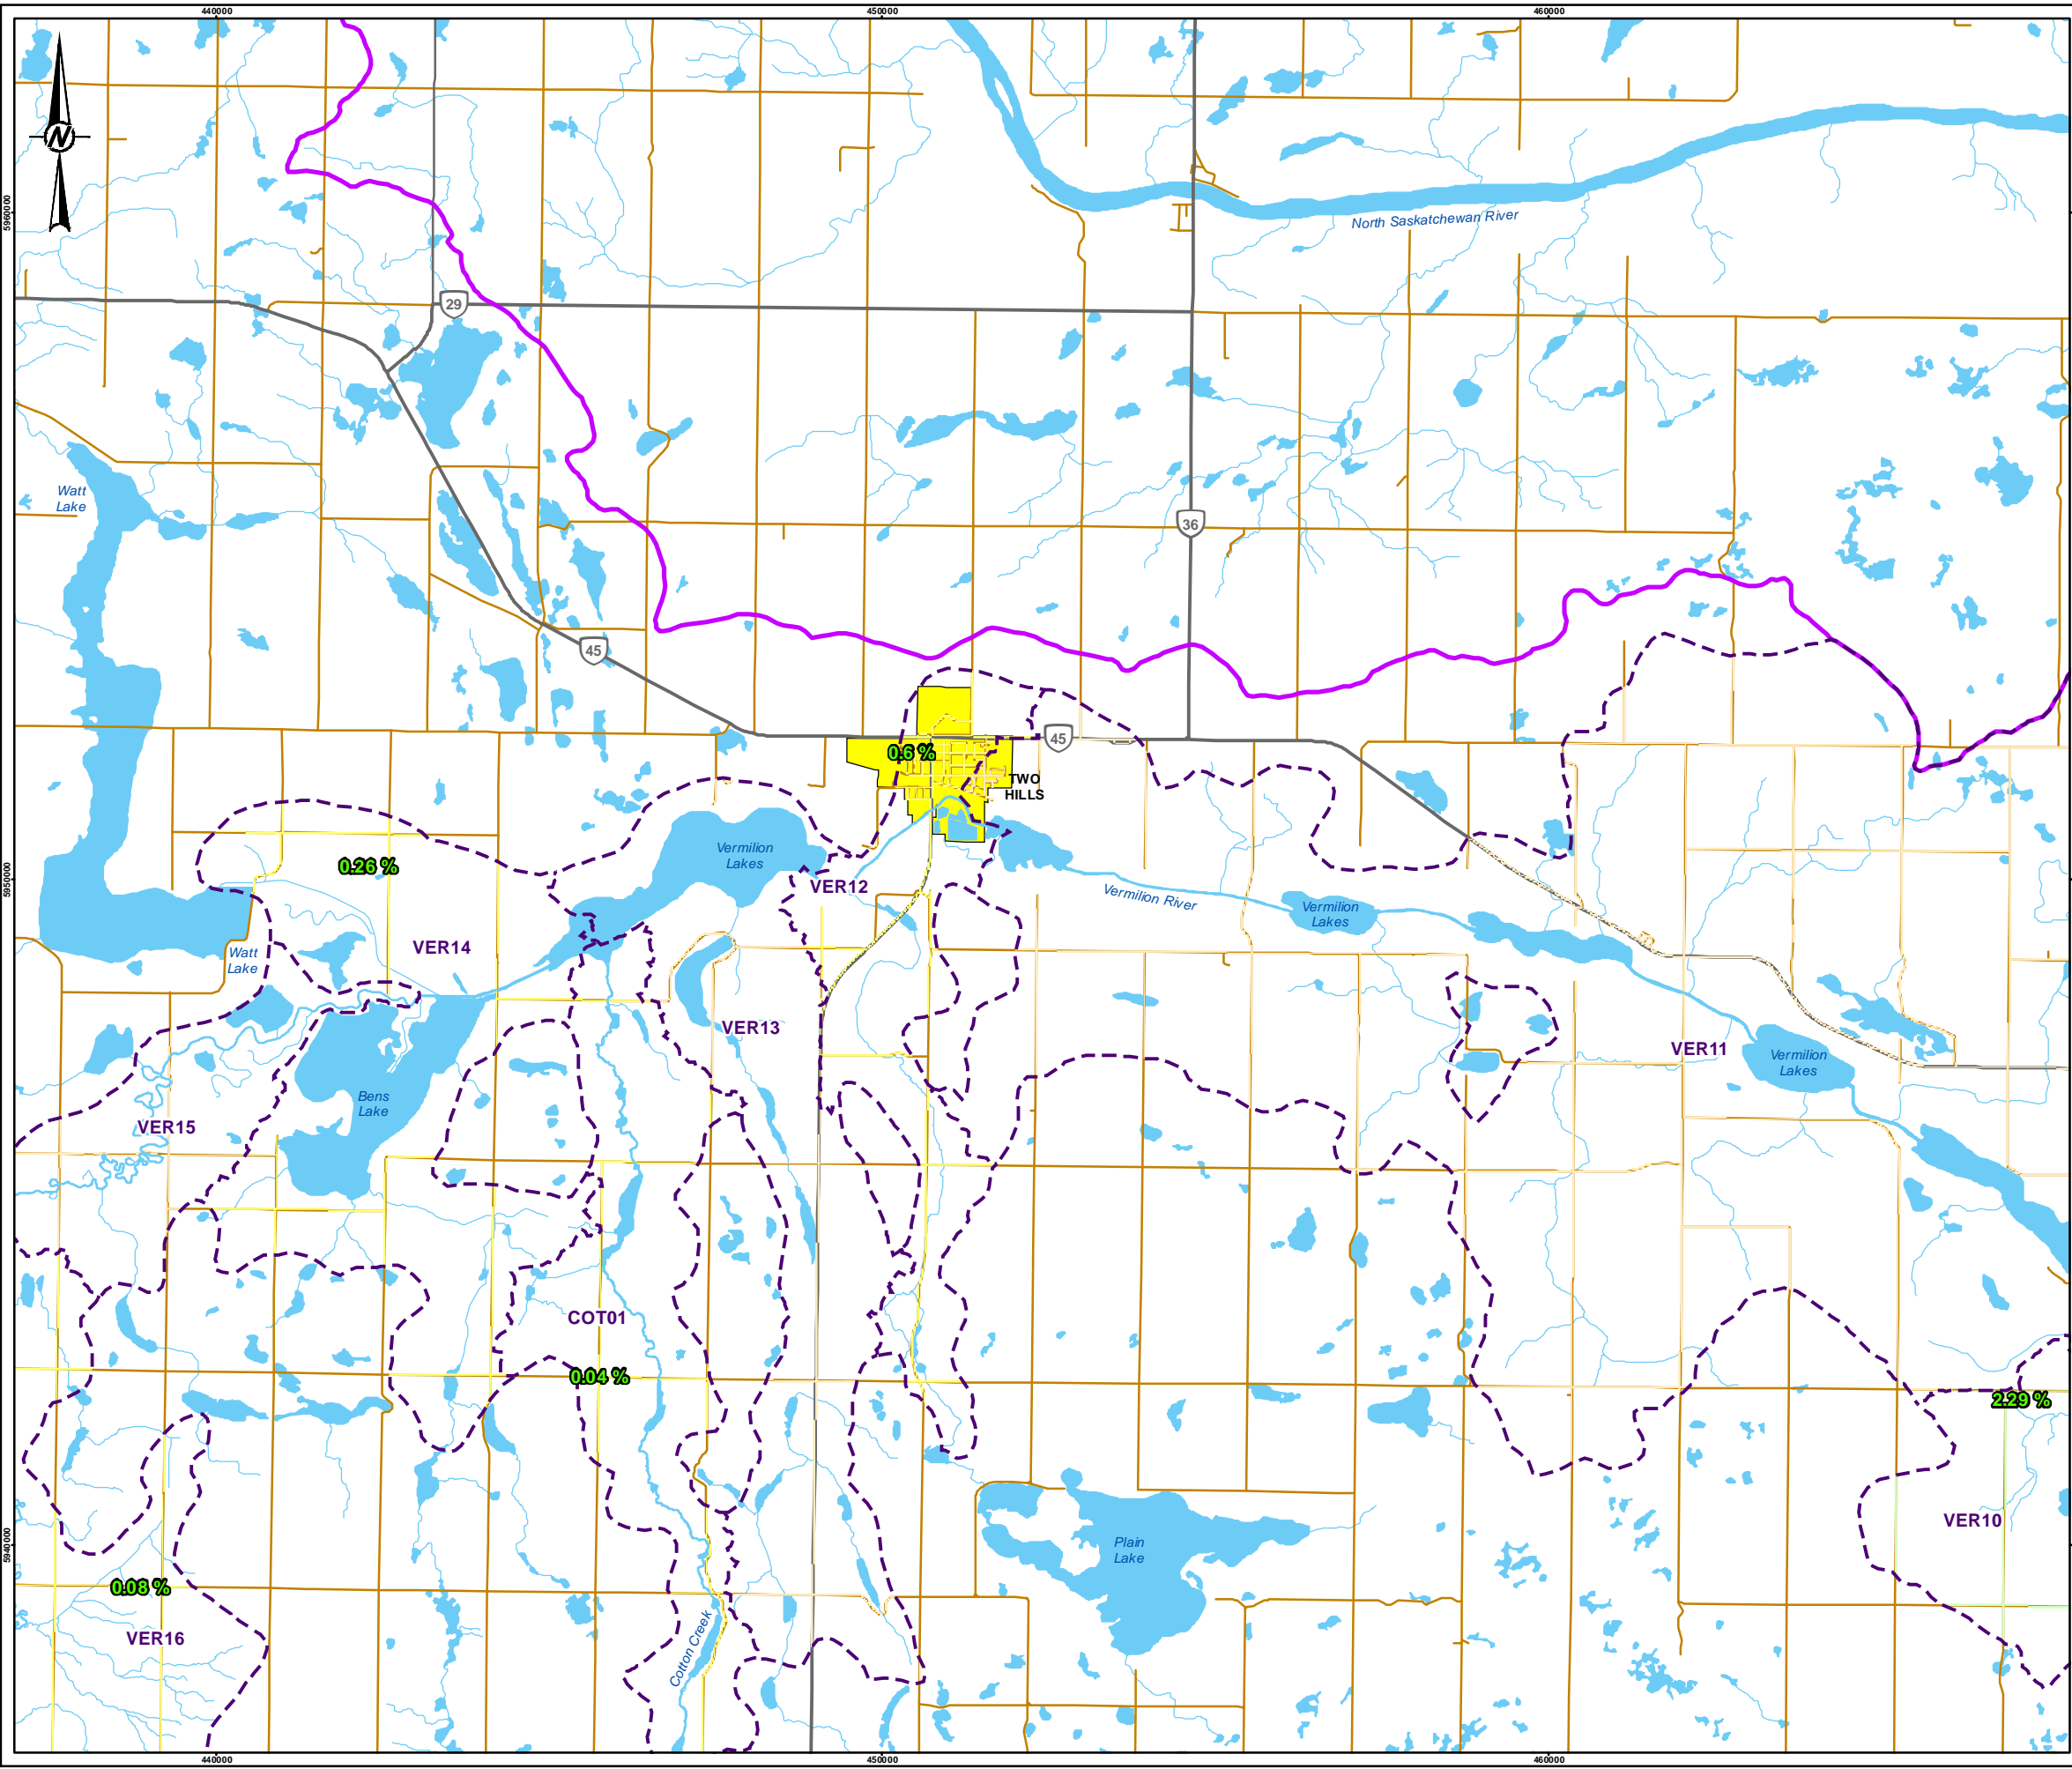 440000
450000
460000
N
5960000
North Saskatchewan River
29
Watt
Lake
36
45
45
0.6 %
TWO
HILLS
Vermilion
Lakes
0.26 %
VER12
5950000
Vermilion River
Vermilion
Lakes
VER14
Watt
Lake
VER13
VER11
Vermilion
Lakes
Bens
Lake
VER15
COT01
0.04 %
2.29 %
VER10
Plain
Lake
5940000
0.08 %
VER16
Cotton Creek
440000
450000
460000